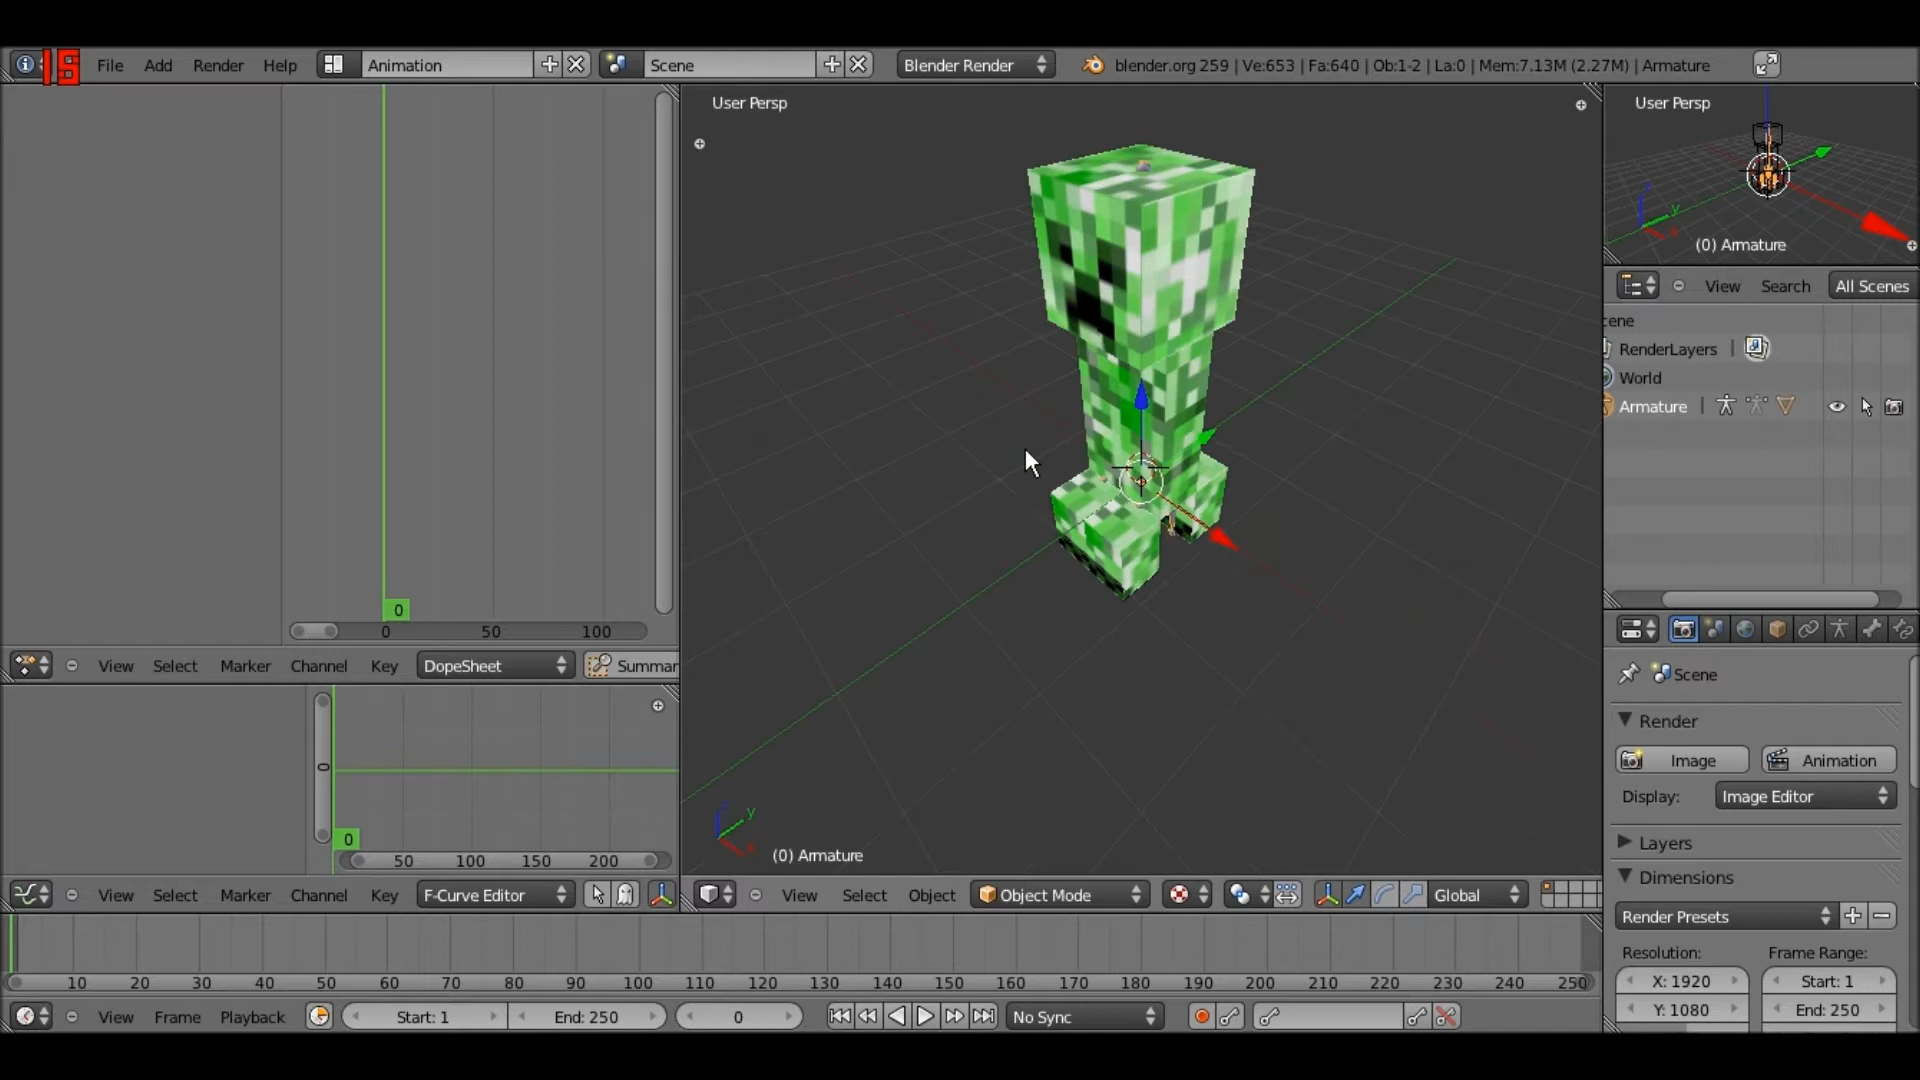 File Add Render Help Animation Scene Blender Render blender.org 259 | Ve:653 | Fa:640 | Ob:1-2 | La:0 | Mem:7.13M (2.27M) | Armature
0
0 50 100
View Select Marker Channel Key DopeSheet Summar
0
0
50 100 150 200
View Select Marker Channel Key F-Curve Editor
User Persp
y
(0) Armature
View Select Object Object Mode Global
User Persp
y
(0) Armature
View Search All Scenes
cene
RenderLayers
World
Armature
Scene
Render
Image Animation
Display: Image Editor
Layers
Dimensions
Render Presets
Resolution: Frame Range:
X: 1920 Start: 1
Y: 1080 End: 250
10 20 30 40 50 60 70 80 90 100 110 120 130 140 150 160 170 180 190 200 210 220 230 240 250
View Frame Playback Start: 1 End: 250 0 No Sync